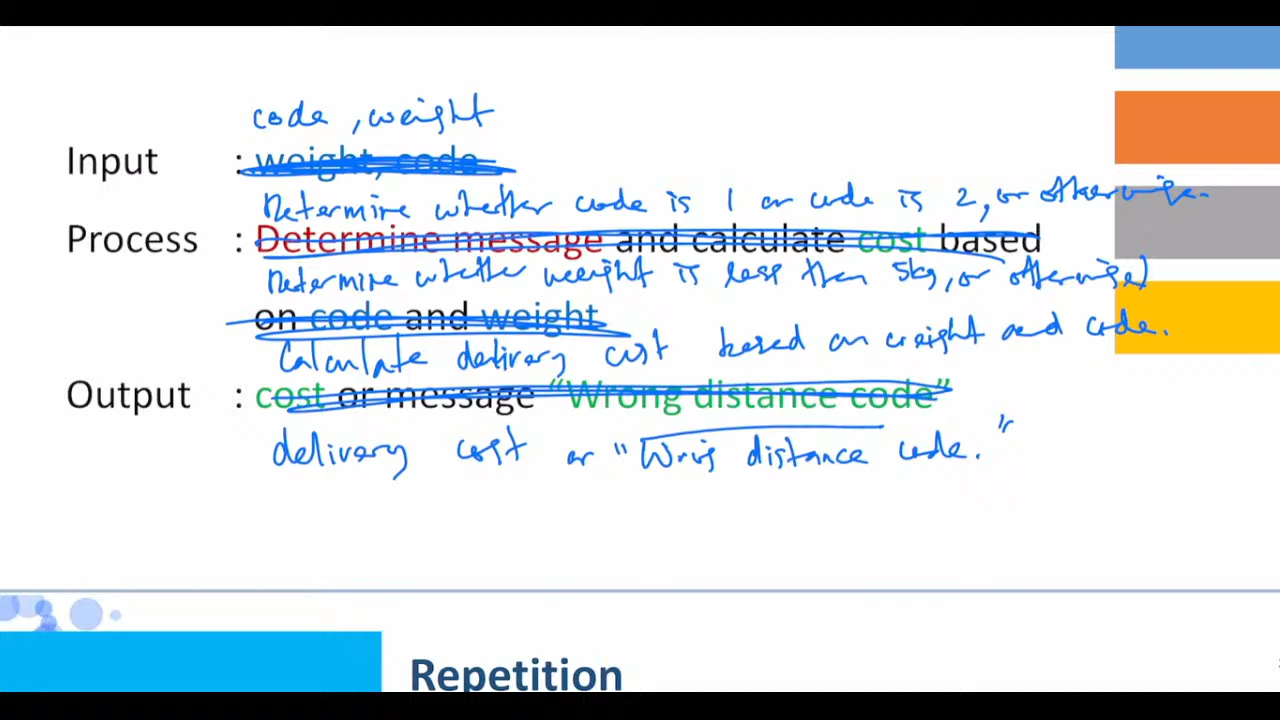 code, weight
Input : weight, code
Determine whether code is 1 or code is 2, or otherwise.
Process : Determine message and calculate cost based
Determine whether weight is less than 5kg, or otherwise
on code and weight
Calculate delivery cost based on weight and code.
Output : cost or message “Wrong distance code”
delivery cost or "Wrong distance code."
Repetition